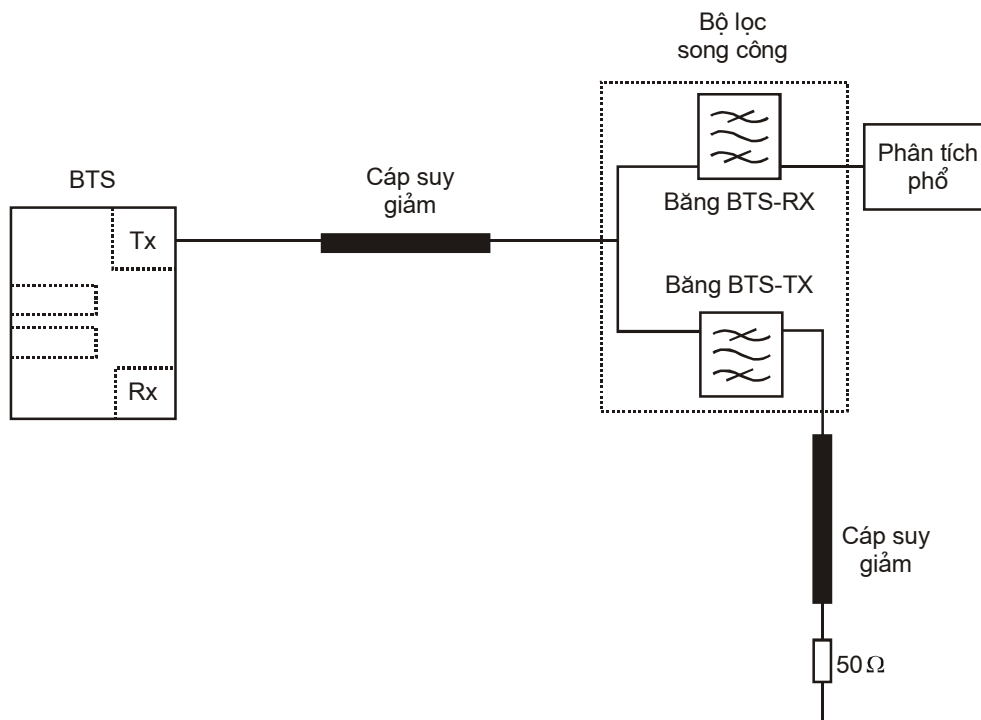 Bộ lọc
song công
BTS
Cáp suy
giảm
Phân tích
phổ
Tx
Băng BTS-RX
Băng BTS-TX
Rx
Cáp suy
giảm
50 Ω